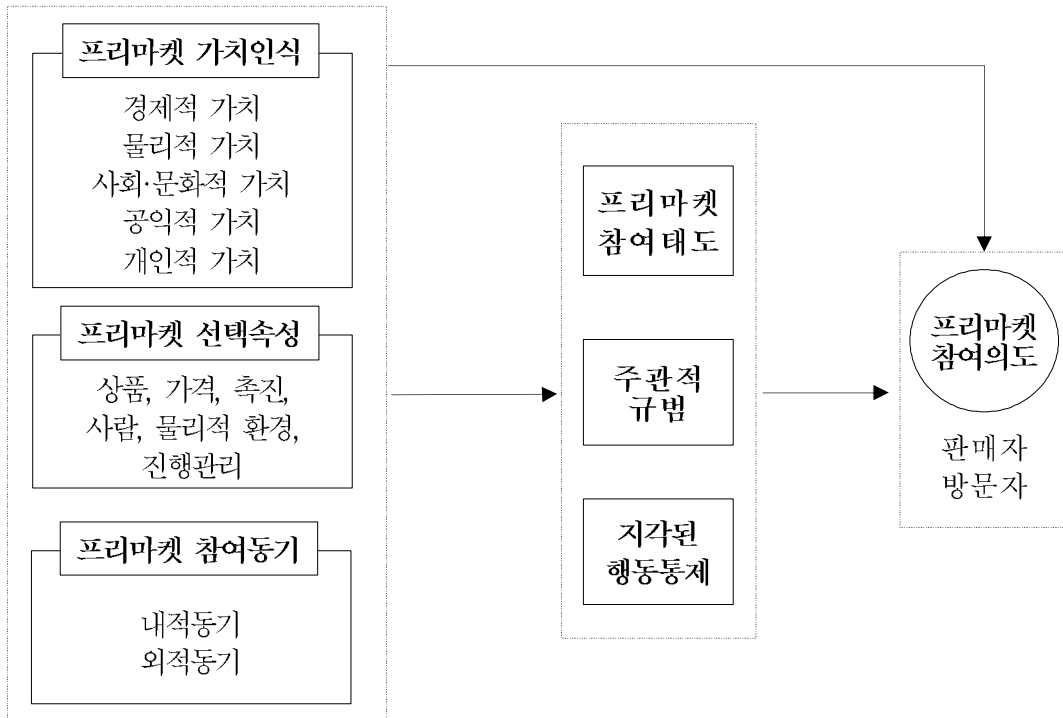 프리마켓 가치인식
경제적 가치
물리적 가치
사회·문화적 가치
공익적 가치
개인적 가치
프리마켓 선택속성
상품, 가격, 촉진,
사람, 물리적 환경,
진행관리
프리마켓 참여동기
내적동기
외적동기
프리마켓
참여태도
주관적
규범
지각된
행동통제
프리마켓
참여의도
판매자
방문자